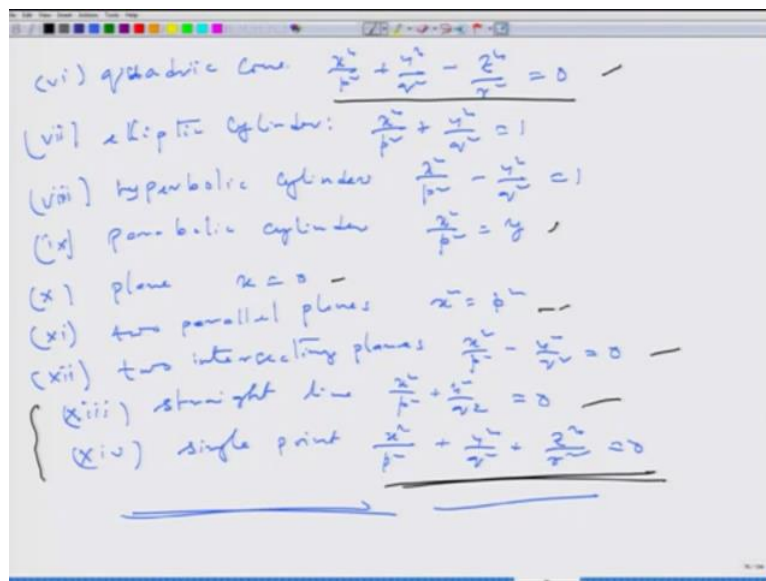 (vi) quadric cone. x²/p² + y²/q² - z²/r² = 0
(vii) elliptic cylinder: x²/p² + y²/q² = 1
(viii) hyperbolic cylinder x²/p² - y²/q² = 1
(ix) parabolic cylinder x²/p² = y
(x) plane x = 0
(xi) two parallel planes x² = p²
(xii) two intersecting planes x²/p² - y²/q² = 0
(xiii) straight line x²/p² + y²/q² = 0
(xiv) single point x²/p² + y²/q² + z²/r² = 0